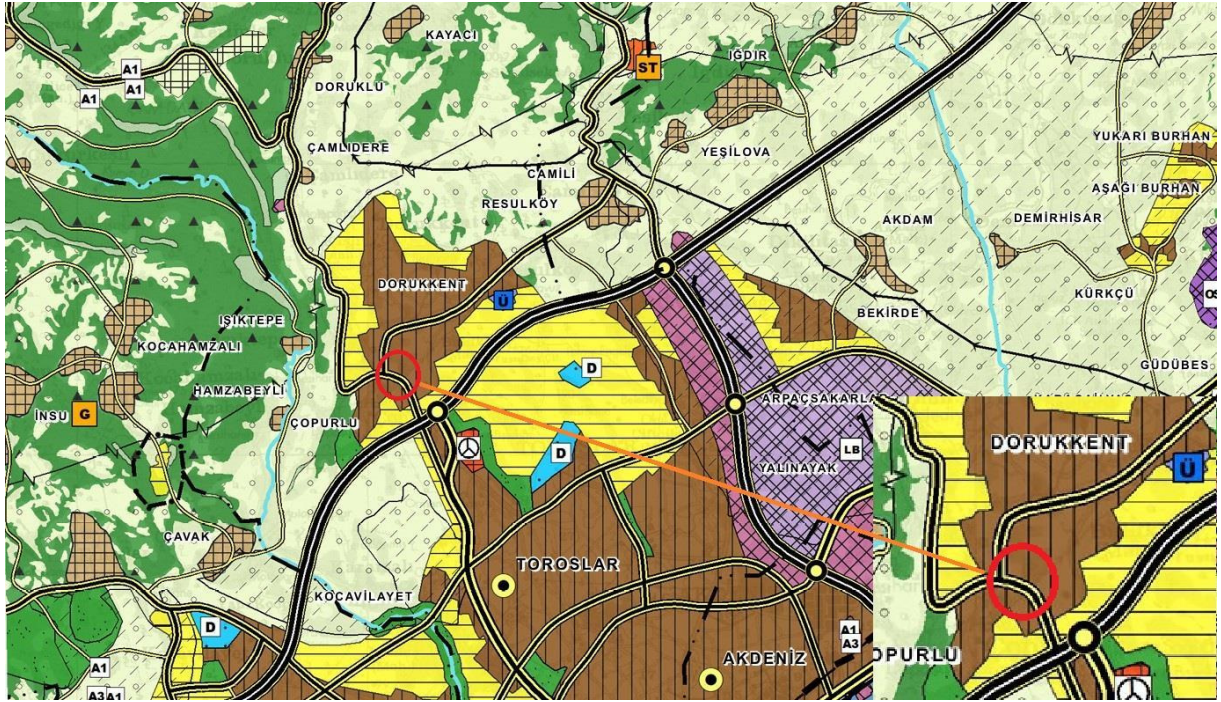 KAYACI
A1
A1
A1
ST
IĞDIR
DORUKLU
YUKARI BURHAN
ÇAMLIDERE
YEŞİLOVA
CAMİLİ
AŞAĞI BURHAN
RESULKÖY
AKDAM
DEMİRHİSAR
DORUKKENT
Ü
OS
KÜRKÇÜ
IŞIKTEPE
BEKİRDE
KOCAHAMZALI
GÜDÜBES
D
HAMZABEYLİ
ARPAÇSAKARLA
İNSU
G
ÇOPURLU
DORUKKENT
D
LB
YALINAYAK
Ü
ÇAVAK
TOROSLAR
KOCAVİLAYET
D
A1
A3
OPURLU
AKDENİZ
A1
A3
A1